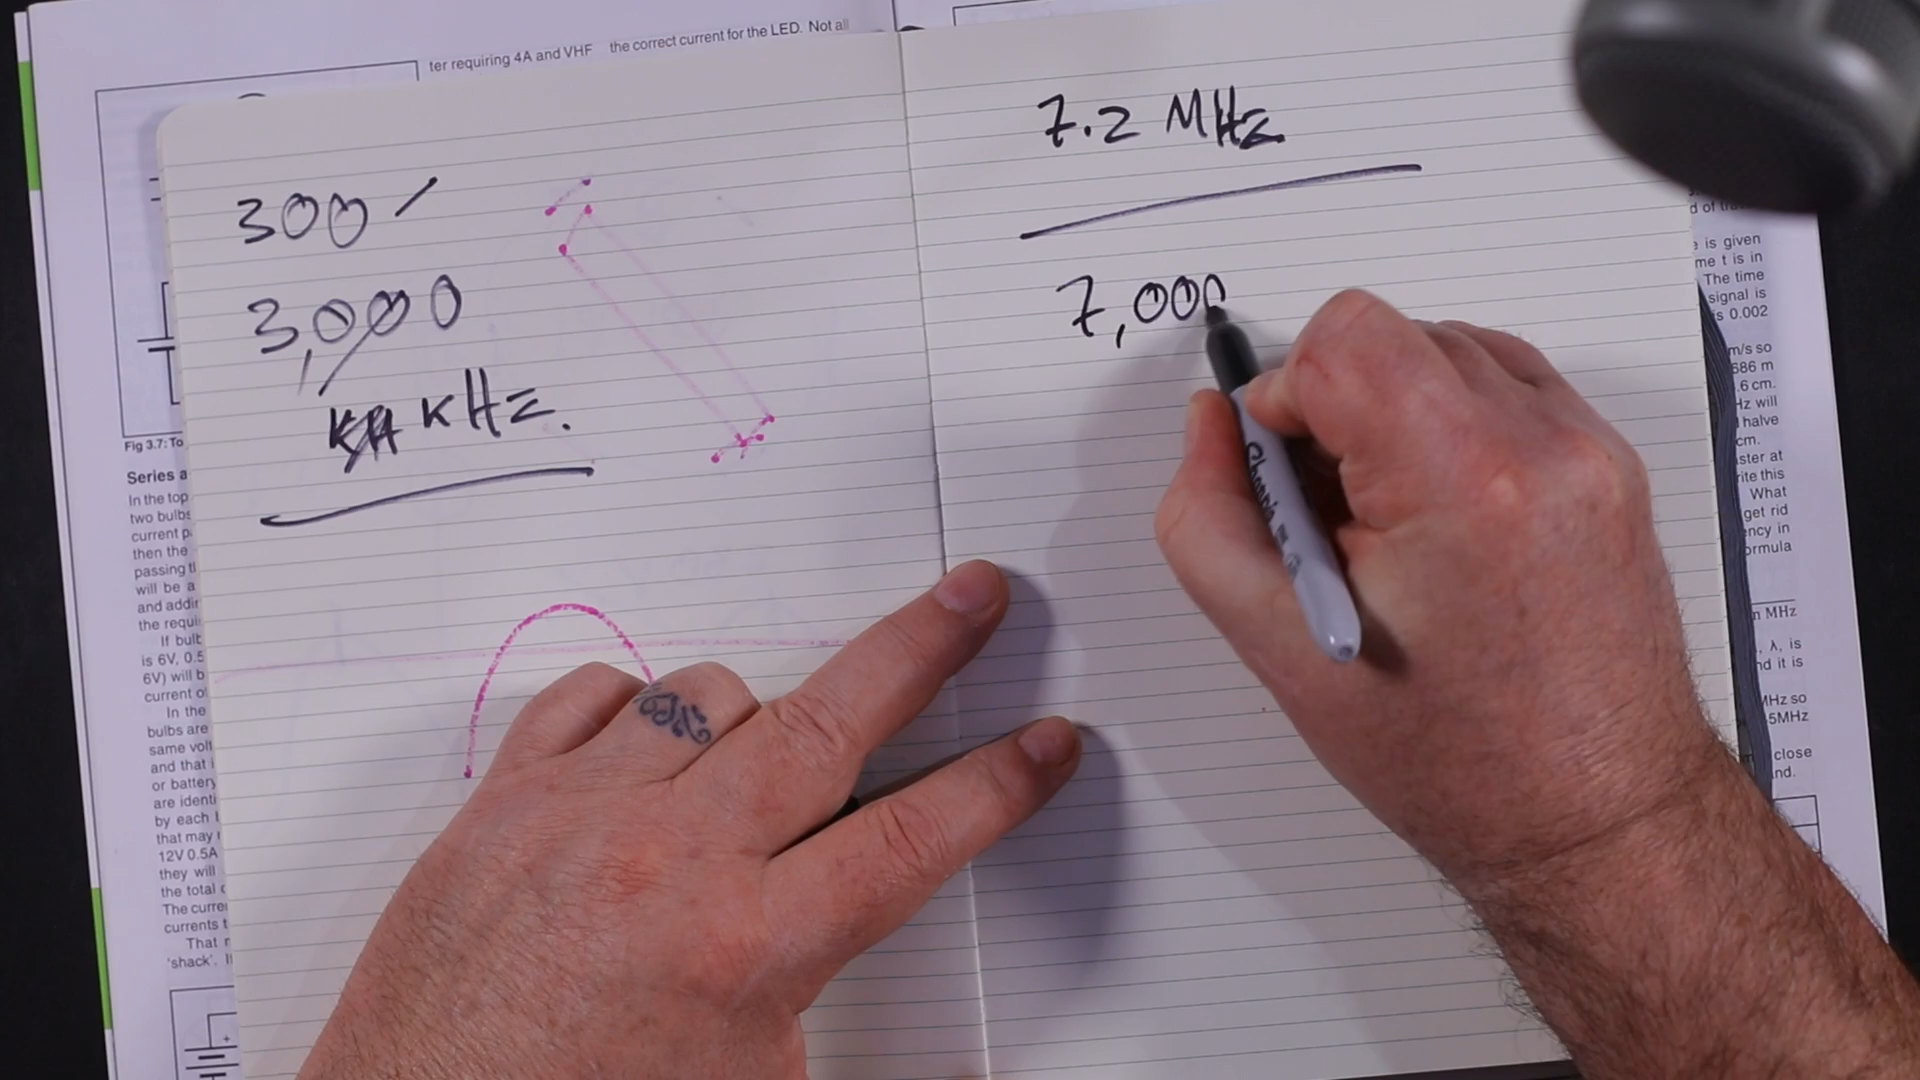 ter requiring 4A and VHF
the correct current for the LED. Not all
300/
3,000
kHz.
7.2 MHz
7,000
Sharpie
Fig 3.7: To
Series a
In the top
two bulbs
current p
then the
passing t
will be a
and addi
the requi
If bulb
is 6V, 0.5
6V) will b
current o
In the
bulbs are
same volt
and that i
or battery
are identi
by each
that may
12V 0.5A
they will
the total
The curre
currents t
That
'shack'. I
+
d of
e is given
me t is in
The time
signal is
is 0.002
m/s so
686 m
.6 cm.
Hz will
halve
cm.
ster at
rite this
What
get rid
ency in
ormula
n MHz
, λ, is
nd it is
MHz so
5MHz
close
nd.